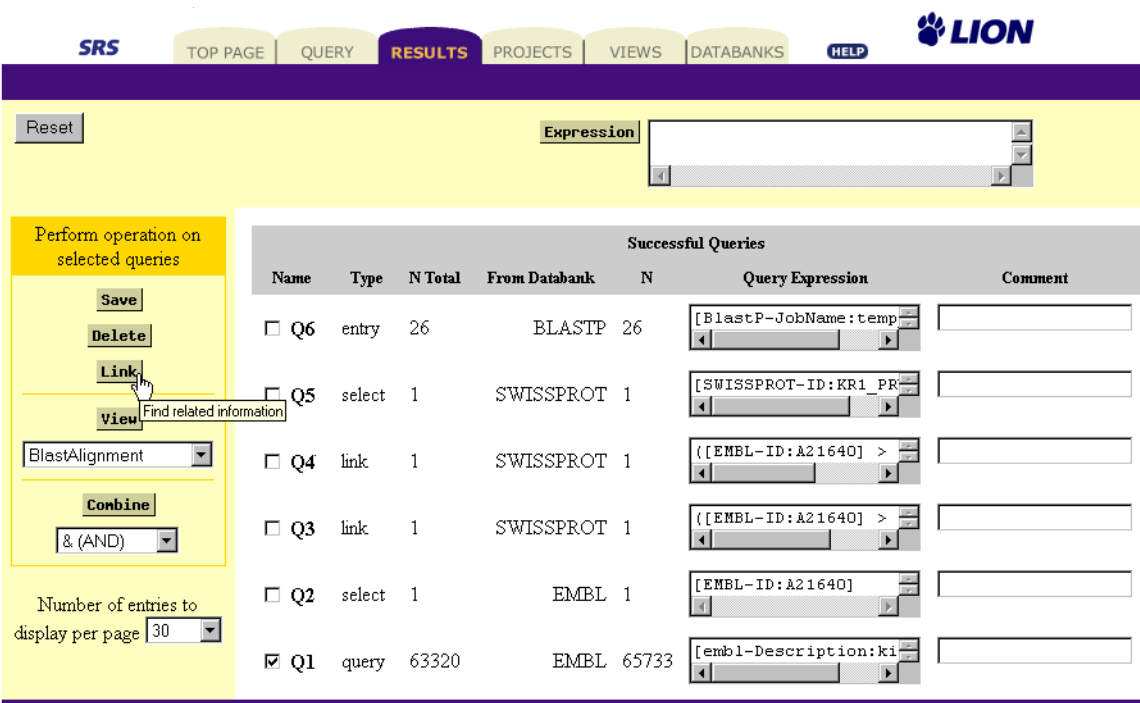 SRS TOP PAGE QUERY RESULTS PROJECTS VIEWS DATABANKS HELP LION
Reset Expression
Perform operation on
selected queries
Save
Delete
Link
Find related information
View
BlastAlignment
Combine
& (AND)
Number of entries to
display per page 30
Successful Queries
Name Type N Total From Databank N Query Expression Comment
Q6 entry 26 BLASTP 26 [BlastP-JobName:temp
Q5 select 1 SWISSPROT 1 [SWISSPROT-ID:KR1_PR
Q4 link 1 SWISSPROT 1 ([EMBL-ID:A21640] >
Q3 link 1 SWISSPROT 1 ([EMBL-ID:A21640] >
Q2 select 1 EMBL 1 [EMBL-ID:A21640]
Q1 query 63320 EMBL 65733 [embl-Description:ki